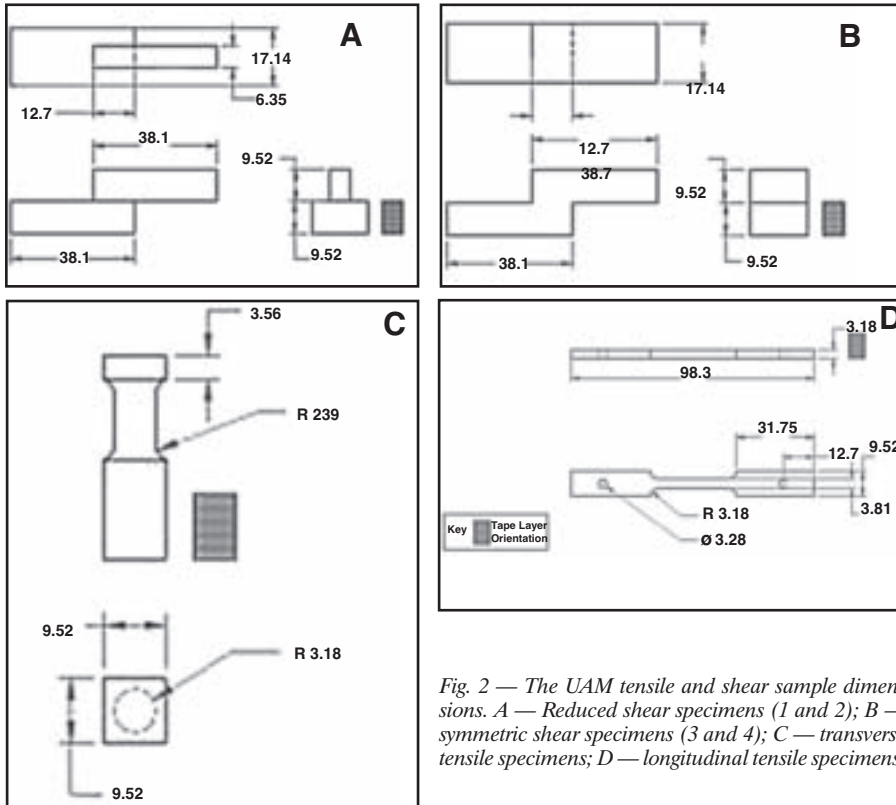 A
17.14
6.35
12.7
38.1
9.52
38.1
9.52
B
17.14
12.7
38.7
9.52
38.1
9.52
C
3.56
R 239
9.52
R 3.18
9.52
D
3.18
98.3
31.75
12.7
9.52
3.81
R 3.18
Ø 3.28
Key
Tape Layer
Orientation
Fig. 2 — The UAM tensile and shear sample dimen-
sions. A — Reduced shear specimens (1 and 2); B —
symmetric shear specimens (3 and 4); C — transvers
tensile specimens; D — longitudinal tensile specimens